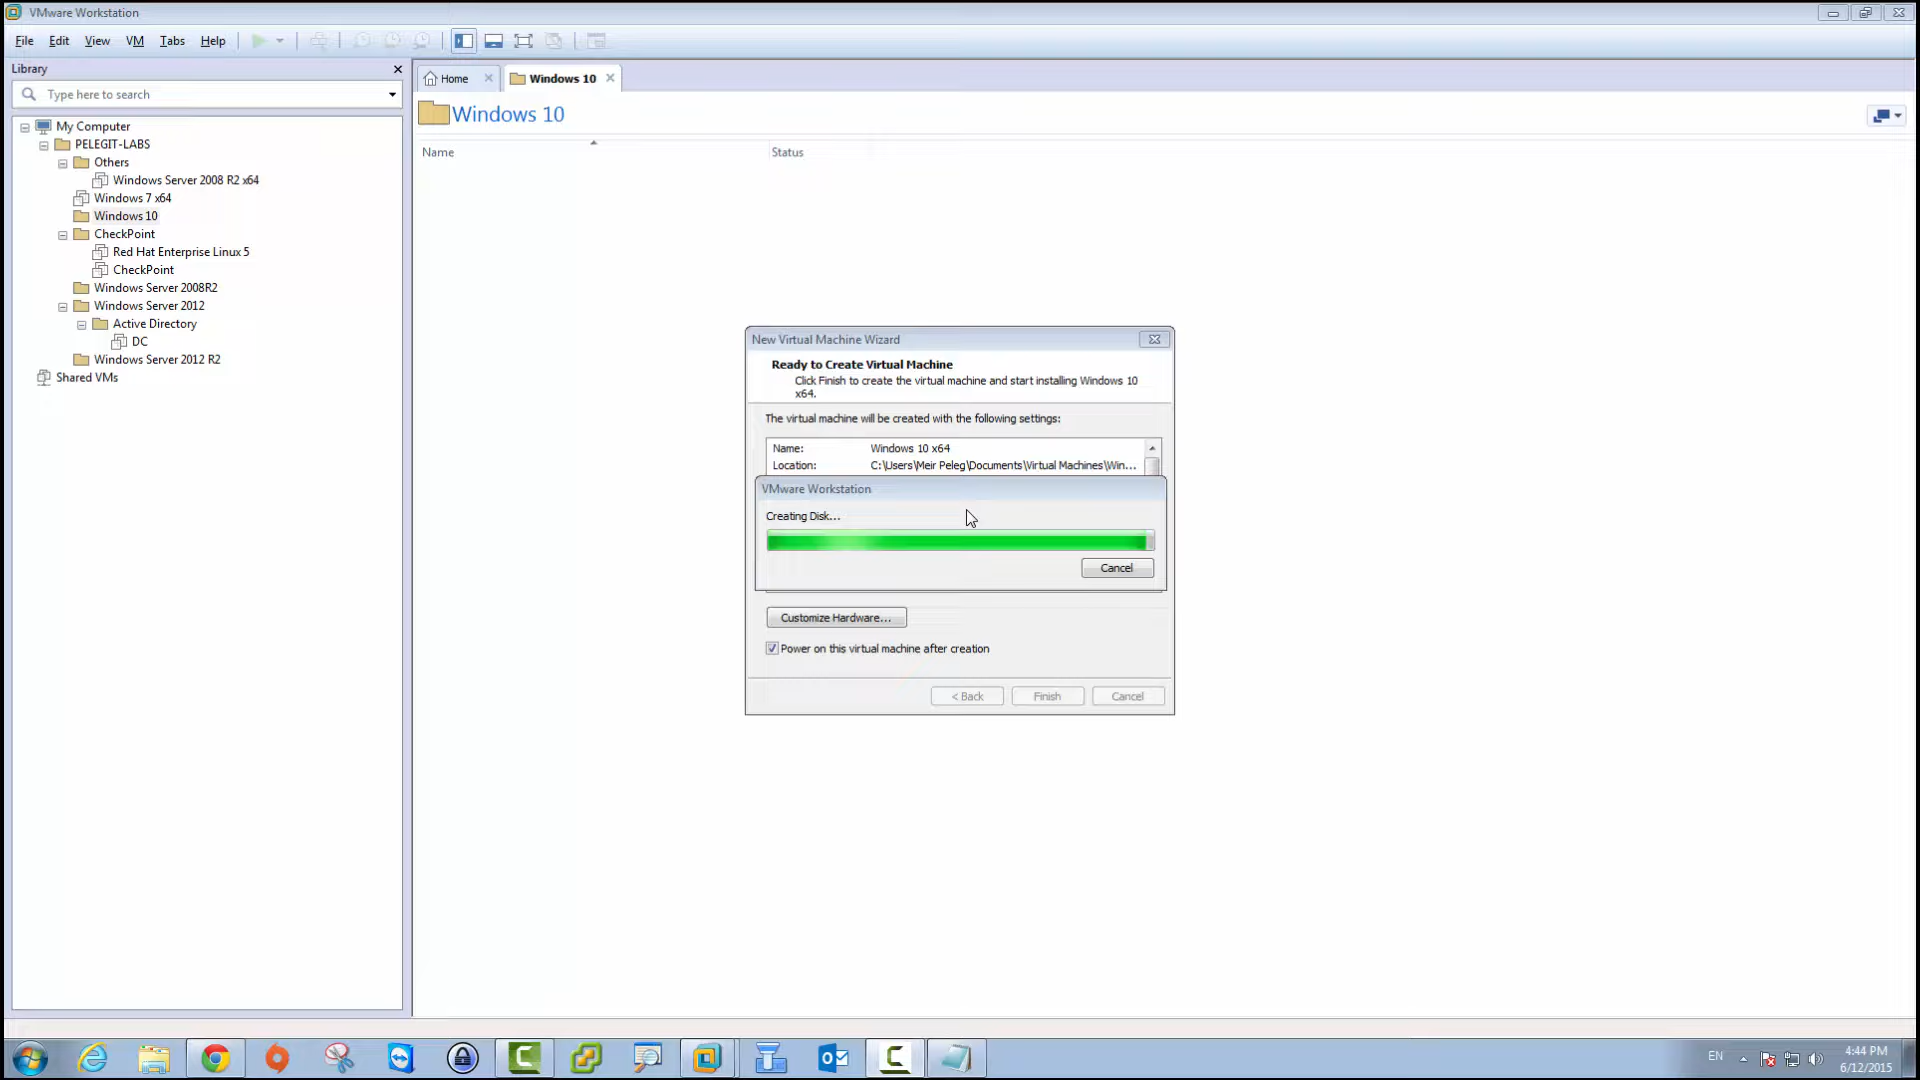 VMware Workstation
File Edit View VM Tabs Help
Library
Type here to search
My Computer
PELEGIT-LABS
Others
Windows Server 2008 R2 x64
Windows 7 x64
Windows 10
CheckPoint
Red Hat Enterprise Linux 5
CheckPoint
Windows Server 2008R2
Windows Server 2012
Active Directory
DC
Windows Server 2012 R2
Shared VMs
Home
Windows 10
Windows 10
Name Status
New Virtual Machine Wizard
Ready to Create Virtual Machine
Click Finish to create the virtual machine and start installing Windows 10
x64.
The virtual machine will be created with the following settings:
Name: Windows 10 x64
Location: C:\Users\Meir Peleg\Documents\Virtual Machines\Win...
VMware Workstation
Creating Disk...
Cancel
Customize Hardware...
Power on this virtual machine after creation
< Back Finish Cancel
EN
4:44 PM
6/12/2015